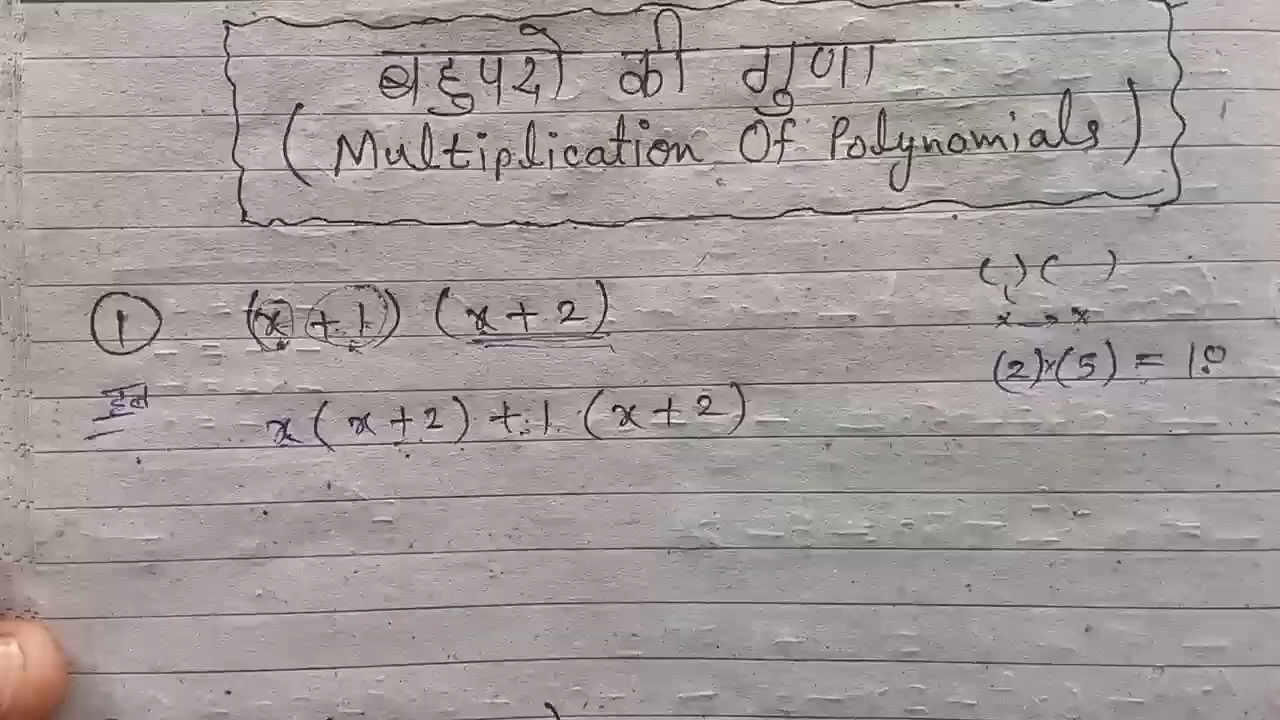 बहुपदो की गुणा
(Multiplication Of Polynomials)
( ) ( )
① (x + 1) (x + 2)
x → x
(2)×(5) = 10
हल x(x+2) + 1 (x+2)